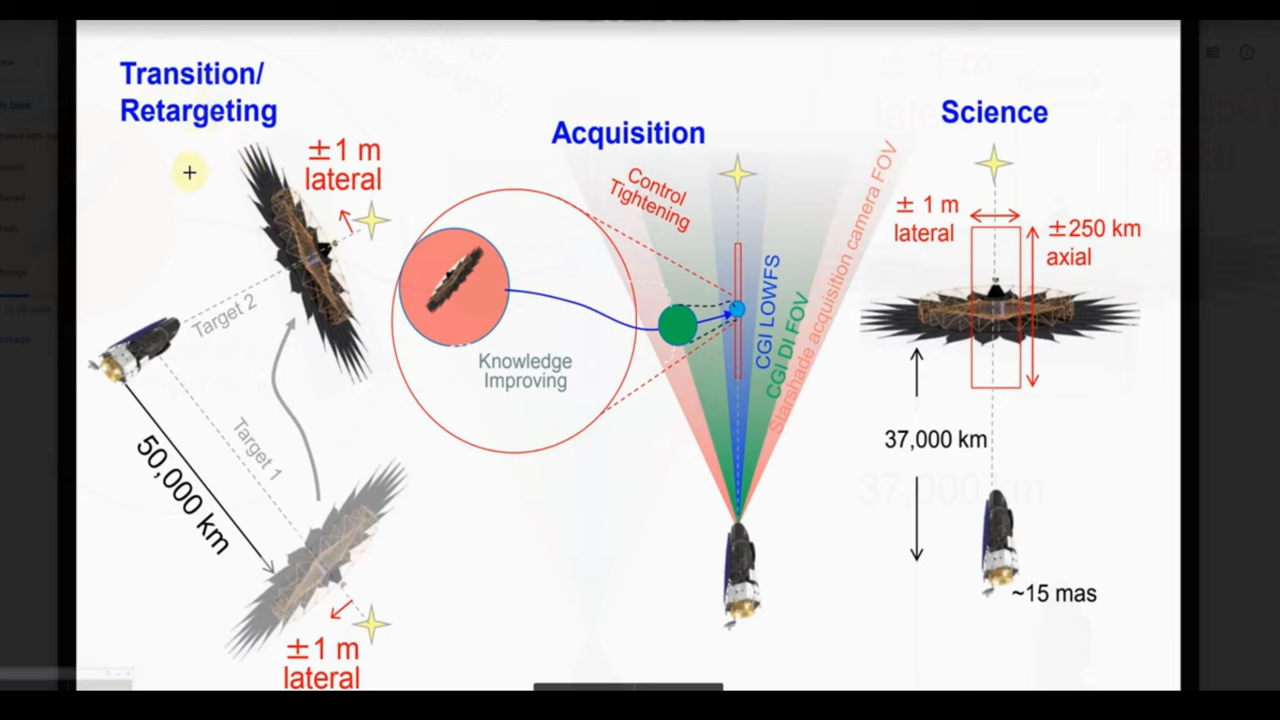 Transition/
Retargeting
±1 m
lateral
Target 2
Target 1
50,000 km
±1 m
lateral
Acquisition
Control
Tightening
Knowledge
Improving
CGI LOWFS
CGI DI FOV
Starshade acquisition camera FOV
Science
± 1 m
lateral
±250 km
axial
37,000 km
~15 mas